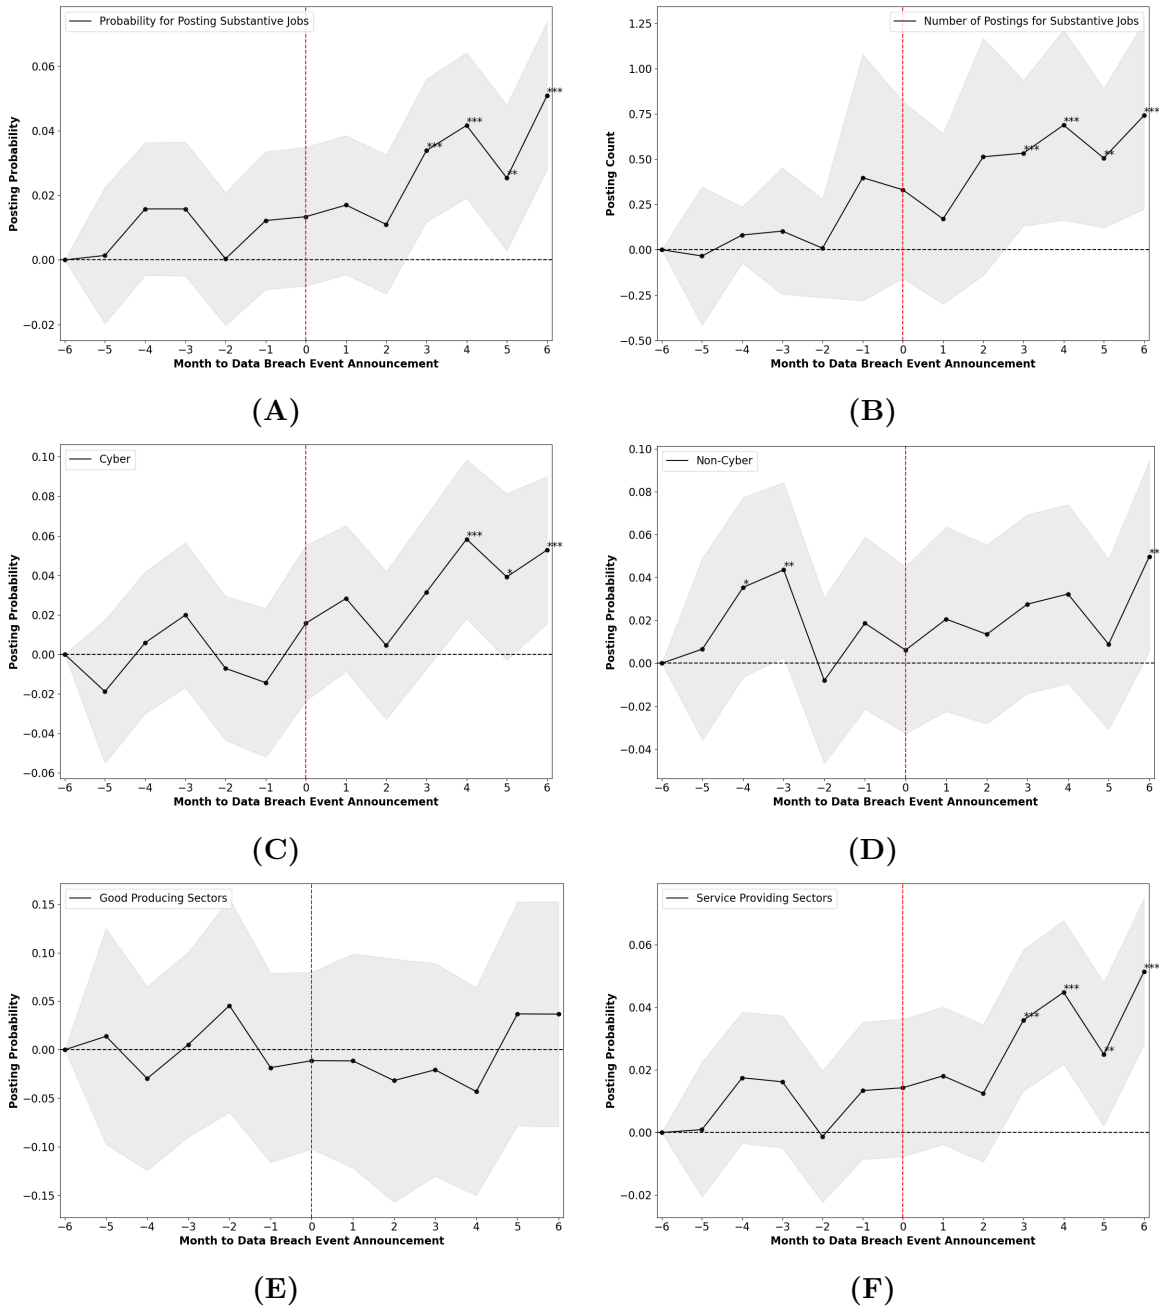 Probability for Posting Substantive Jobs
0.06
0.04
0.02
0.00
−0.02
Posting Probability
***
***
**
***
−6 −5 −4 −3 −2 −1 0 1 2 3 4 5 6
Month to Data Breach Event Announcement
(A)
Number of Postings for Substantive Jobs
1.25
1.00
0.75
0.50
0.25
0.00
−0.25
−0.50
Posting Count
***
***
**
***
−6 −5 −4 −3 −2 −1 0 1 2 3 4 5 6
Month to Data Breach Event Announcement
(B)
Cyber
0.10
0.08
0.06
0.04
0.02
0.00
−0.02
−0.04
−0.06
Posting Probability
***
*
***
−6 −5 −4 −3 −2 −1 0 1 2 3 4 5 6
Month to Data Breach Event Announcement
(C)
Non-Cyber
0.10
0.08
0.06
0.04
0.02
0.00
−0.02
−0.04
Posting Probability
*
**
**
−6 −5 −4 −3 −2 −1 0 1 2 3 4 5 6
Month to Data Breach Event Announcement
(D)
Good Producing Sectors
0.15
0.10
0.05
0.00
−0.05
−0.10
−0.15
Posting Probability
−6 −5 −4 −3 −2 −1 0 1 2 3 4 5 6
Month to Data Breach Event Announcement
(E)
Service Providing Sectors
0.06
0.04
0.02
0.00
−0.02
Posting Probability
***
***
**
***
−6 −5 −4 −3 −2 −1 0 1 2 3 4 5 6
Month to Data Breach Event Announcement
(F)